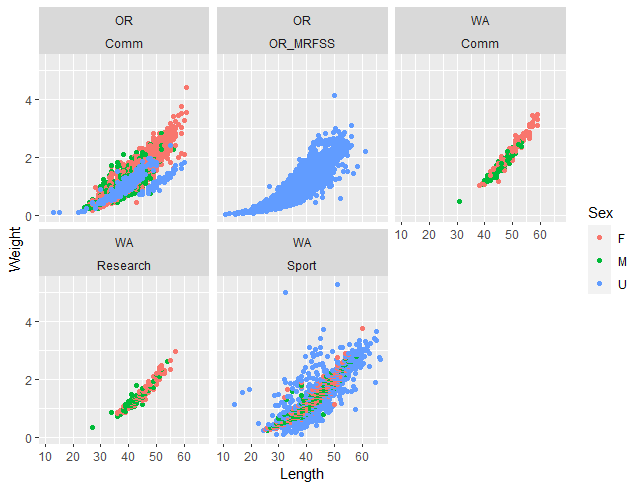 OR
Comm
OR
OR_MRFSS
WA
Comm
4
2
0
10 20 30 40 50 60
WA
Research
WA
Sport
4
2
0
10 20 30 40 50 60
10 20 30 40 50 60
Weight
Length
Sex
F
M
U